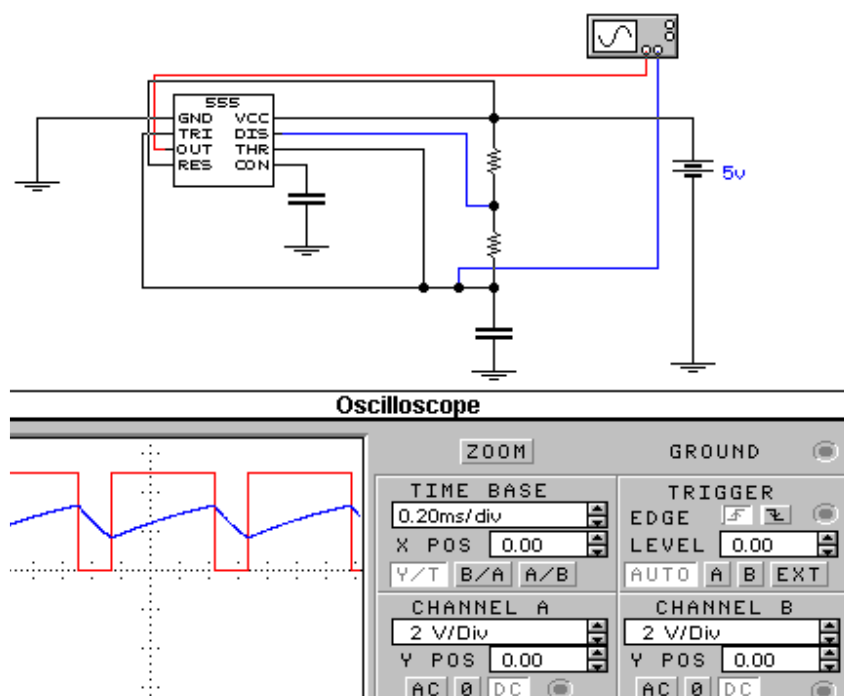 555
GND VCC
TRI DIS
OUT THR
RES CON
5v
Oscilloscope
ZOOM
GROUND
TIME BASE
0.20ms/div
X POS 0.00
Y/T B/A A/B
TRIGGER
EDGE
LEVEL 0.00
AUTO A B EXT
CHANNEL A
2 V/Div
Y POS 0.00
AC 0 DC
CHANNEL B
2 V/Div
Y POS 0.00
AC 0 DC